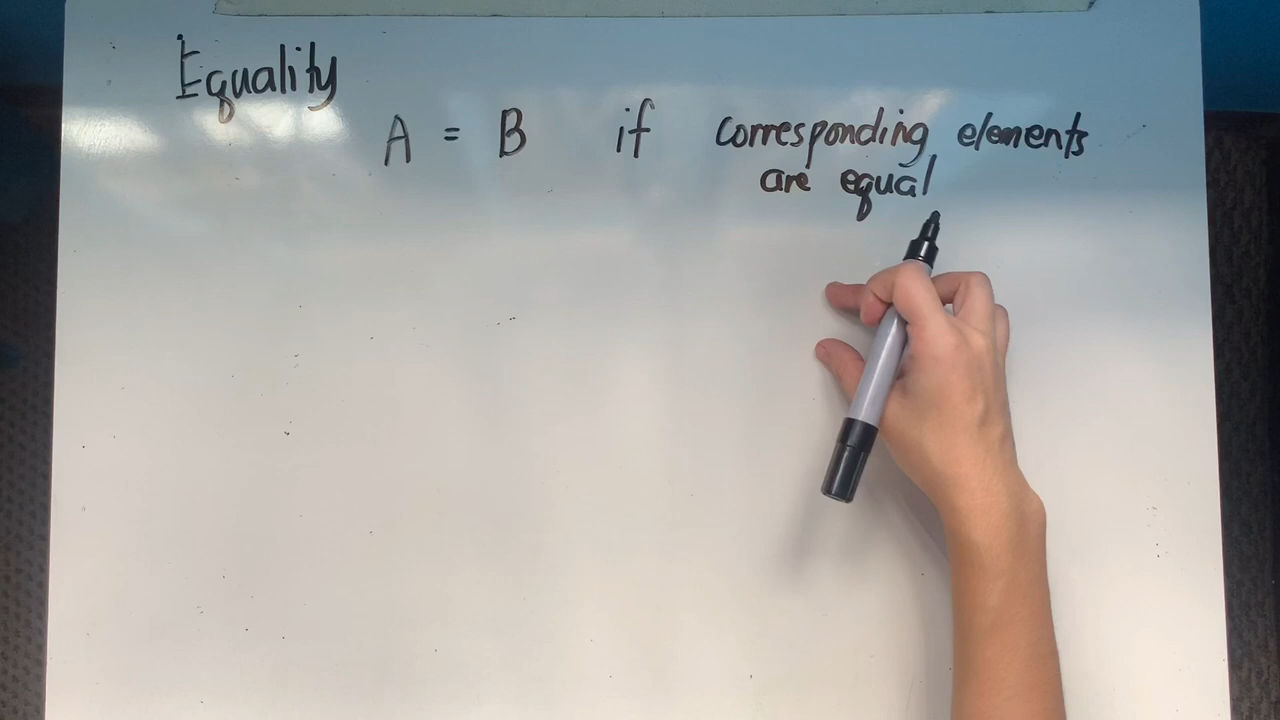 Equality
A = B if corresponding elements
are equal